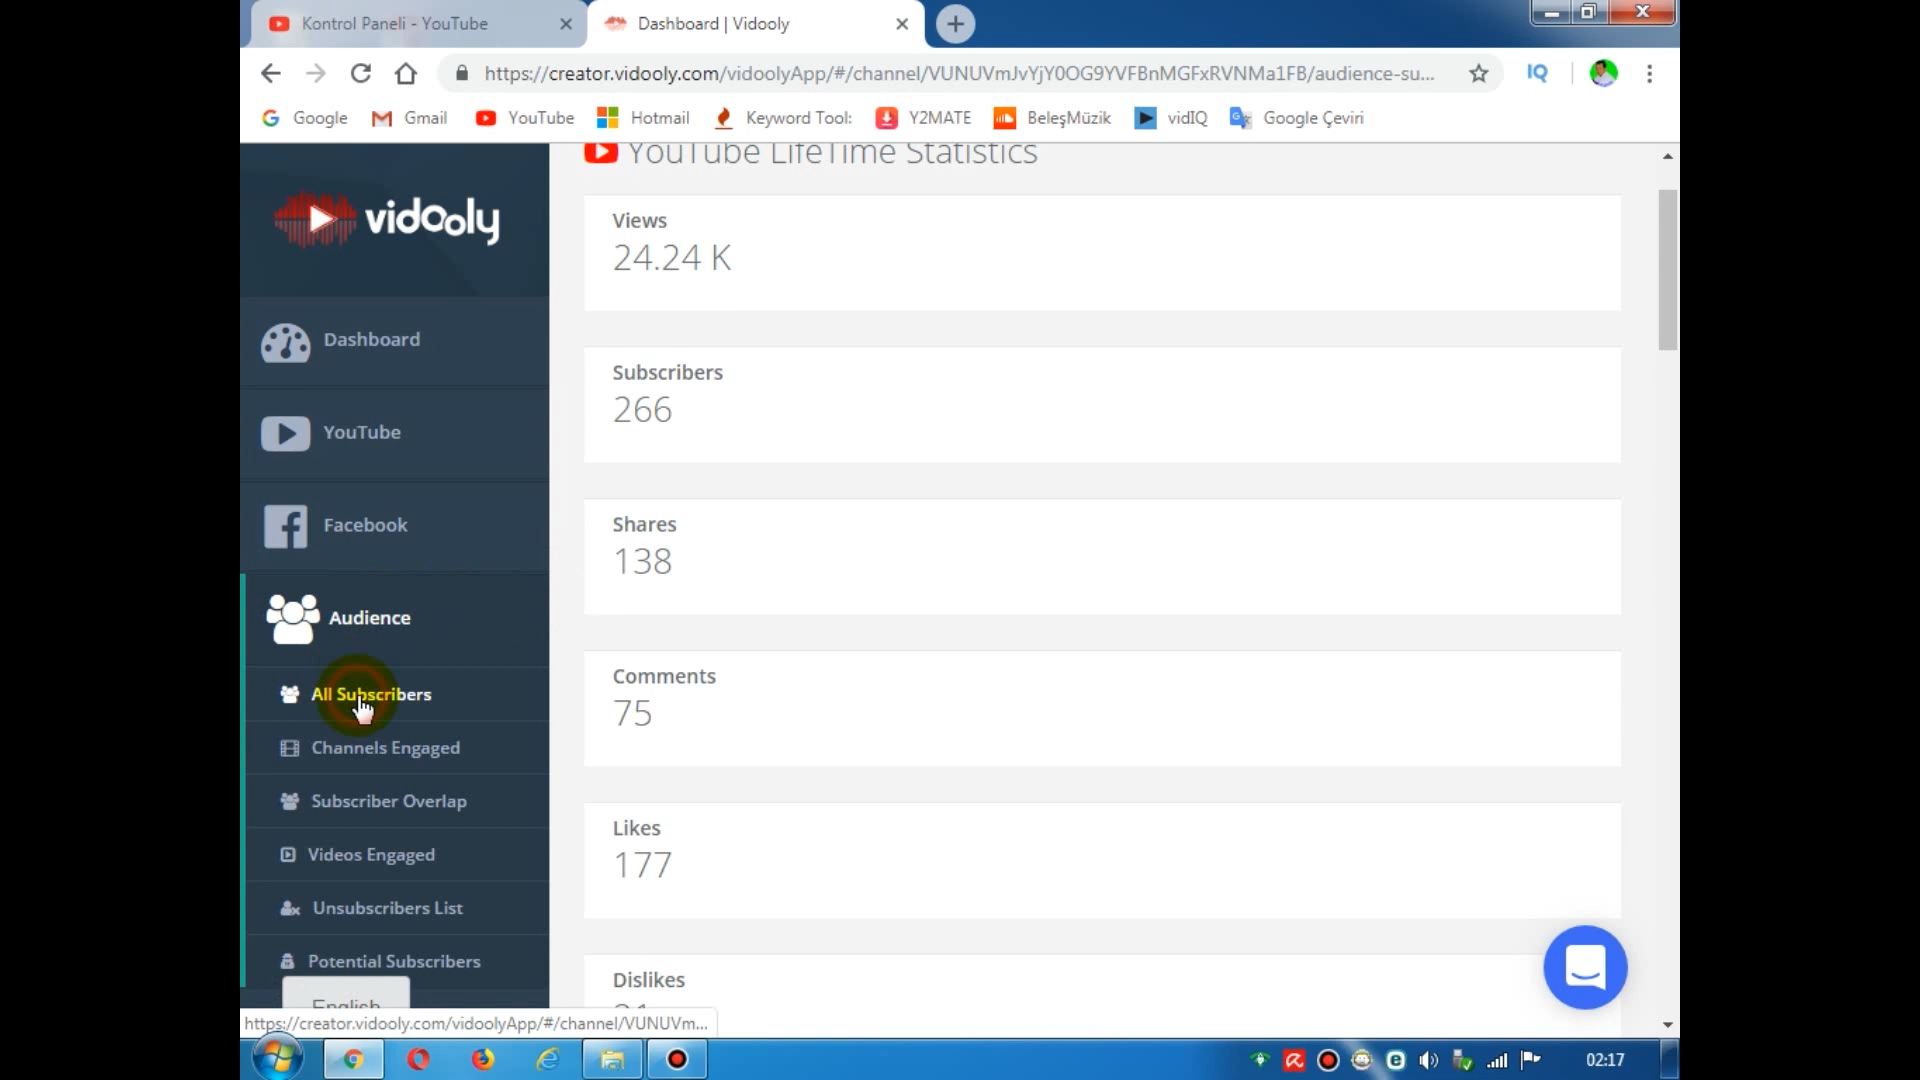 Kontrol Paneli - YouTube
Dashboard | Vidooly
https://creator.vidooly.com/vidoolyApp/#/channel/VUNUVmJvYjY0OG9YVFBnMGFxRVNMa1FB/audience-su...
IQ
Google
Gmail
YouTube
Hotmail
Keyword Tool:
Y2MATE
BeleşMüzik
vidIQ
Google Çeviri
vidooly
Dashboard
YouTube
Facebook
Audience
All Subscribers
Channels Engaged
Subscriber Overlap
Videos Engaged
Unsubscribers List
Potential Subscribers
English
https://creator.vidooly.com/vidoolyApp/#/channel/VUNUVm...
YouTube LifeTime Statistics
Views
24.24 K
Subscribers
266
Shares
138
Comments
75
Likes
177
Dislikes
02:17